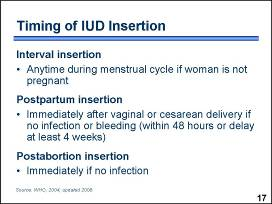 Timing of IUD Insertion
Interval insertion
• Anytime during menstrual cycle if woman is not
pregnant
Postpartum insertion
• Immediately after vaginal or cesarean delivery if
no infection or bleeding (within 48 hours or delay
at least 4 weeks)
Postabortion insertion
• Immediately if no infection
Source: WHO, 2004; updated 2008
17